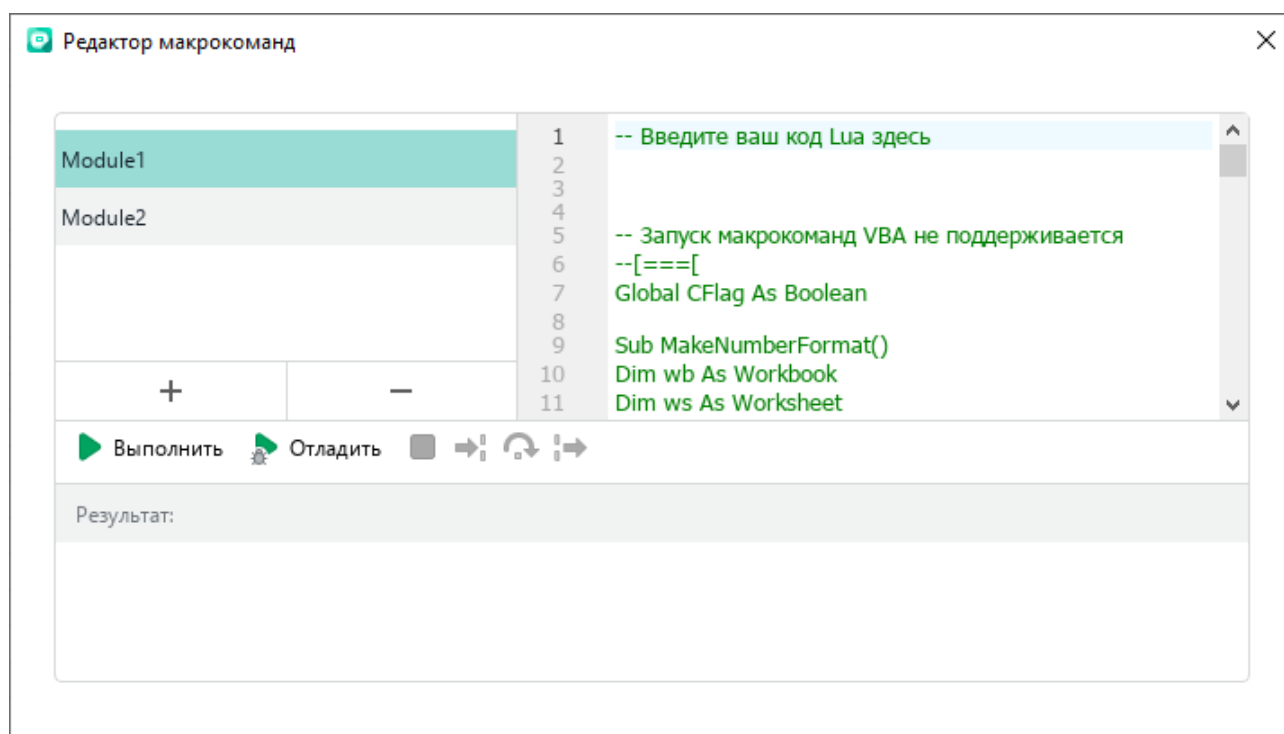 Редактор макрокоманд
Module1
Module2
+ −
1 -- Введите ваш код Lua здесь
2
3
4
5 -- Запуск макрокоманд VBA не поддерживается
6 --[===[
7 Global CFlag As Boolean
8
9 Sub MakeNumberFormat()
10 Dim wb As Workbook
11 Dim ws As Worksheet
Выполнить Отладить
Результат: